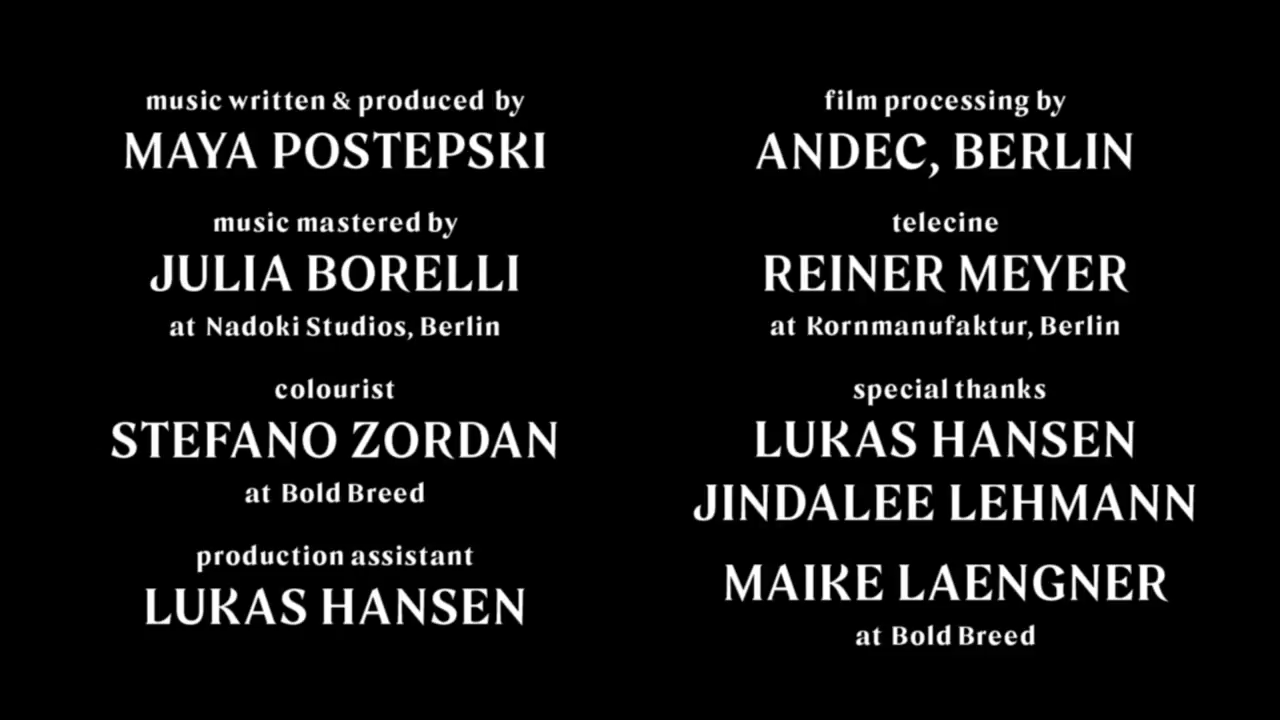 music written & produced by
MAYA POSTEPSKI
music mastered by
JULIA BORELLI
at Nadoki Studios, Berlin
colourist
STEFANO ZORDAN
at Bold Breed
production assistant
LUKAS HANSEN
film processing by
ANDEC, BERLIN
telecine
REINER MEYER
at Kornmanufaktur, Berlin
special thanks
LUKAS HANSEN
JINDALEE LEHMANN
MAIKE LAENGNER
at Bold Breed